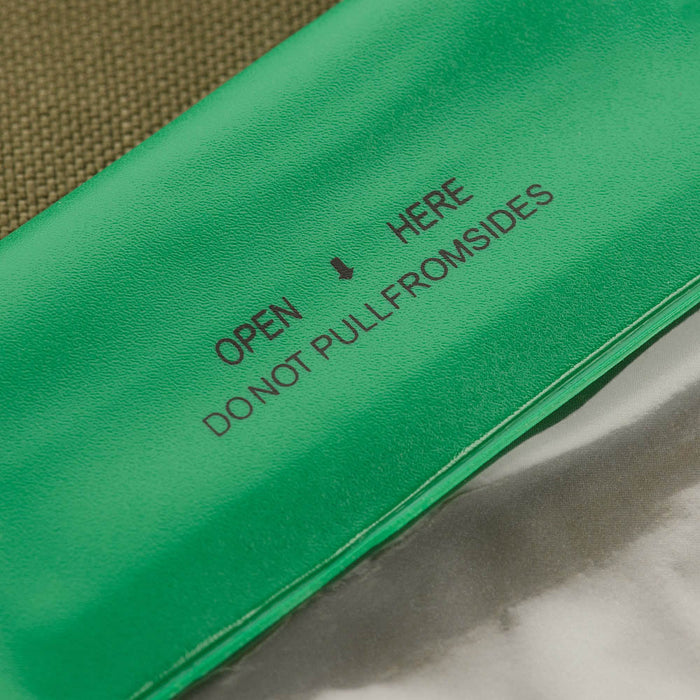 OPEN HERE
DO NOT PULL FROM SIDES